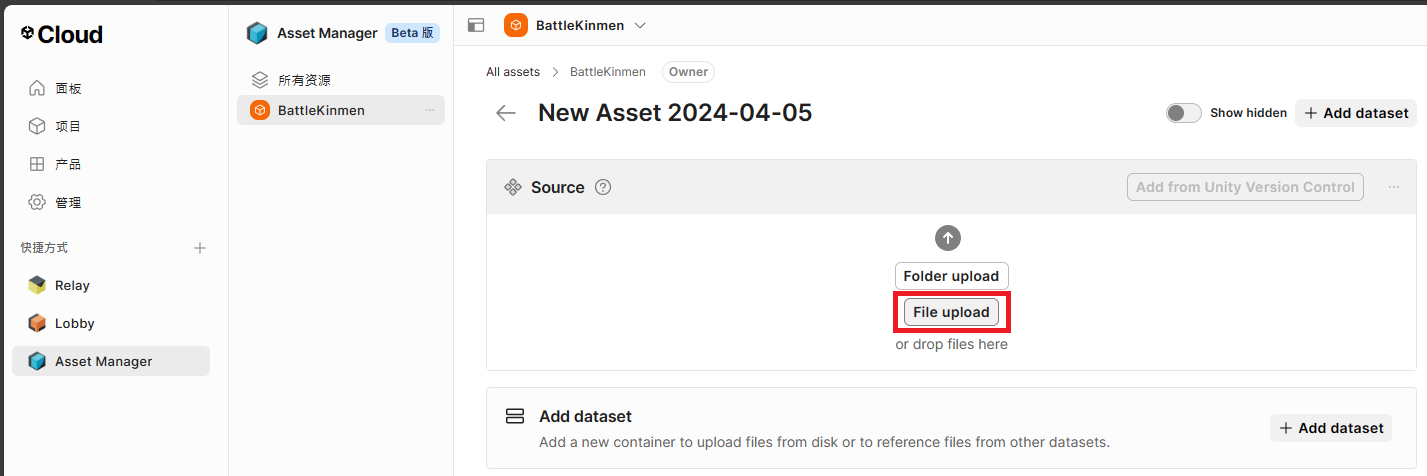 Cloud
面板
项目
产品
管理
快捷方式
Relay
Lobby
Asset Manager
Asset Manager Beta 版
所有资源
BattleKinmen
BattleKinmen
All assets > BattleKinmen Owner
New Asset 2024-04-05
Show hidden
+ Add dataset
Source ?
Add from Unity Version Control
Folder upload
File upload
or drop files here
Add dataset
Add a new container to upload files from disk or to reference files from other datasets.
+ Add dataset